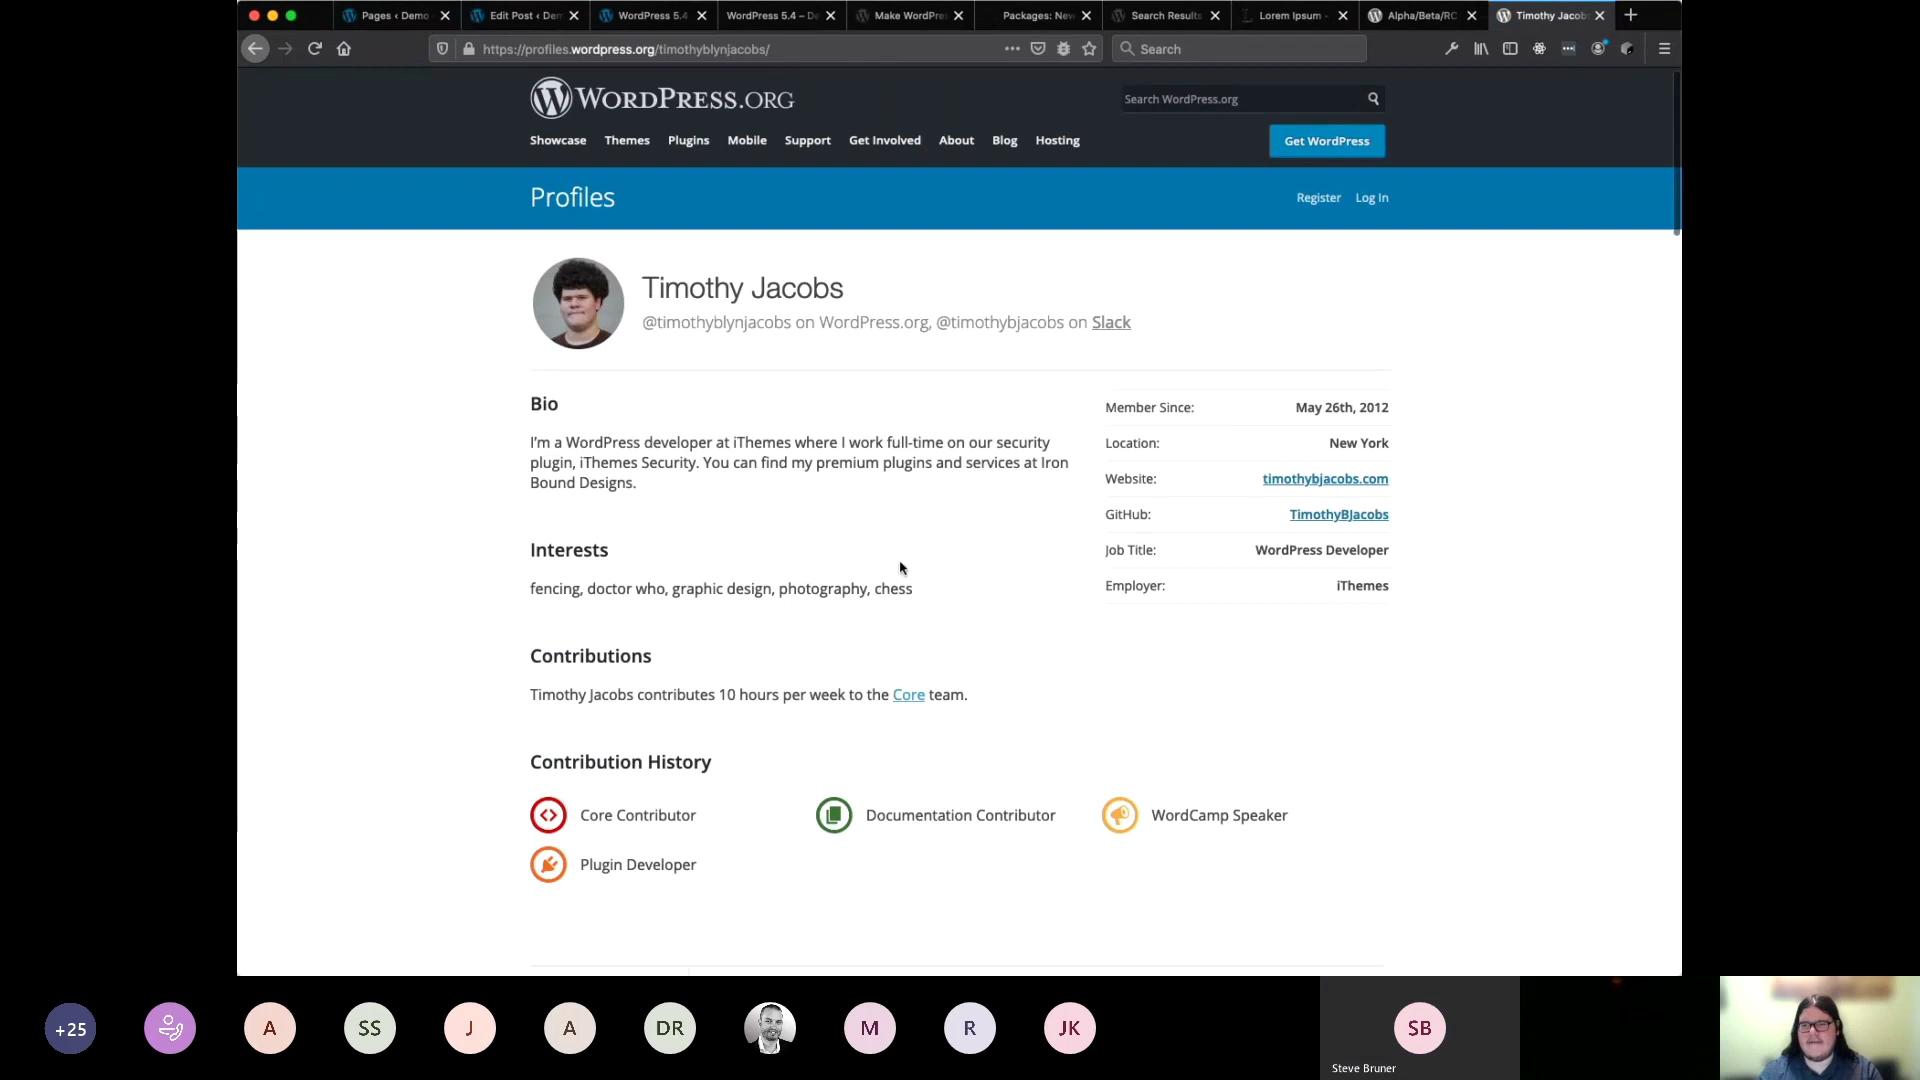 Pages ‹ Demo
Edit Post ‹ Dem
WordPress 5.4
WordPress 5.4 – De
Make WordPres
Packages: New
Search Results
Lorem Ipsum -
Alpha/Beta/RC
Timothy Jacobs
https://profiles.wordpress.org/timothyblynjacobs/
Search
WORDPRESS.ORG
Search WordPress.org
Showcase Themes Plugins Mobile Support Get Involved About Blog Hosting
Get WordPress
Profiles
Register Log In
Timothy Jacobs
@timothyblynjacobs on WordPress.org, @timothybjacobs on Slack
Bio
I'm a WordPress developer at iThemes where I work full-time on our security
plugin, iThemes Security. You can find my premium plugins and services at Iron
Bound Designs.
Member Since: May 26th, 2012
Location: New York
Website: timothybjacobs.com
GitHub: TimothyBJacobs
Job Title: WordPress Developer
Employer: iThemes
Interests
fencing, doctor who, graphic design, photography, chess
Contributions
Timothy Jacobs contributes 10 hours per week to the Core team.
Contribution History
Core Contributor
Documentation Contributor
WordCamp Speaker
Plugin Developer
+25
A
SS
J
A
DR
M
R
JK
SB
Steve Bruner